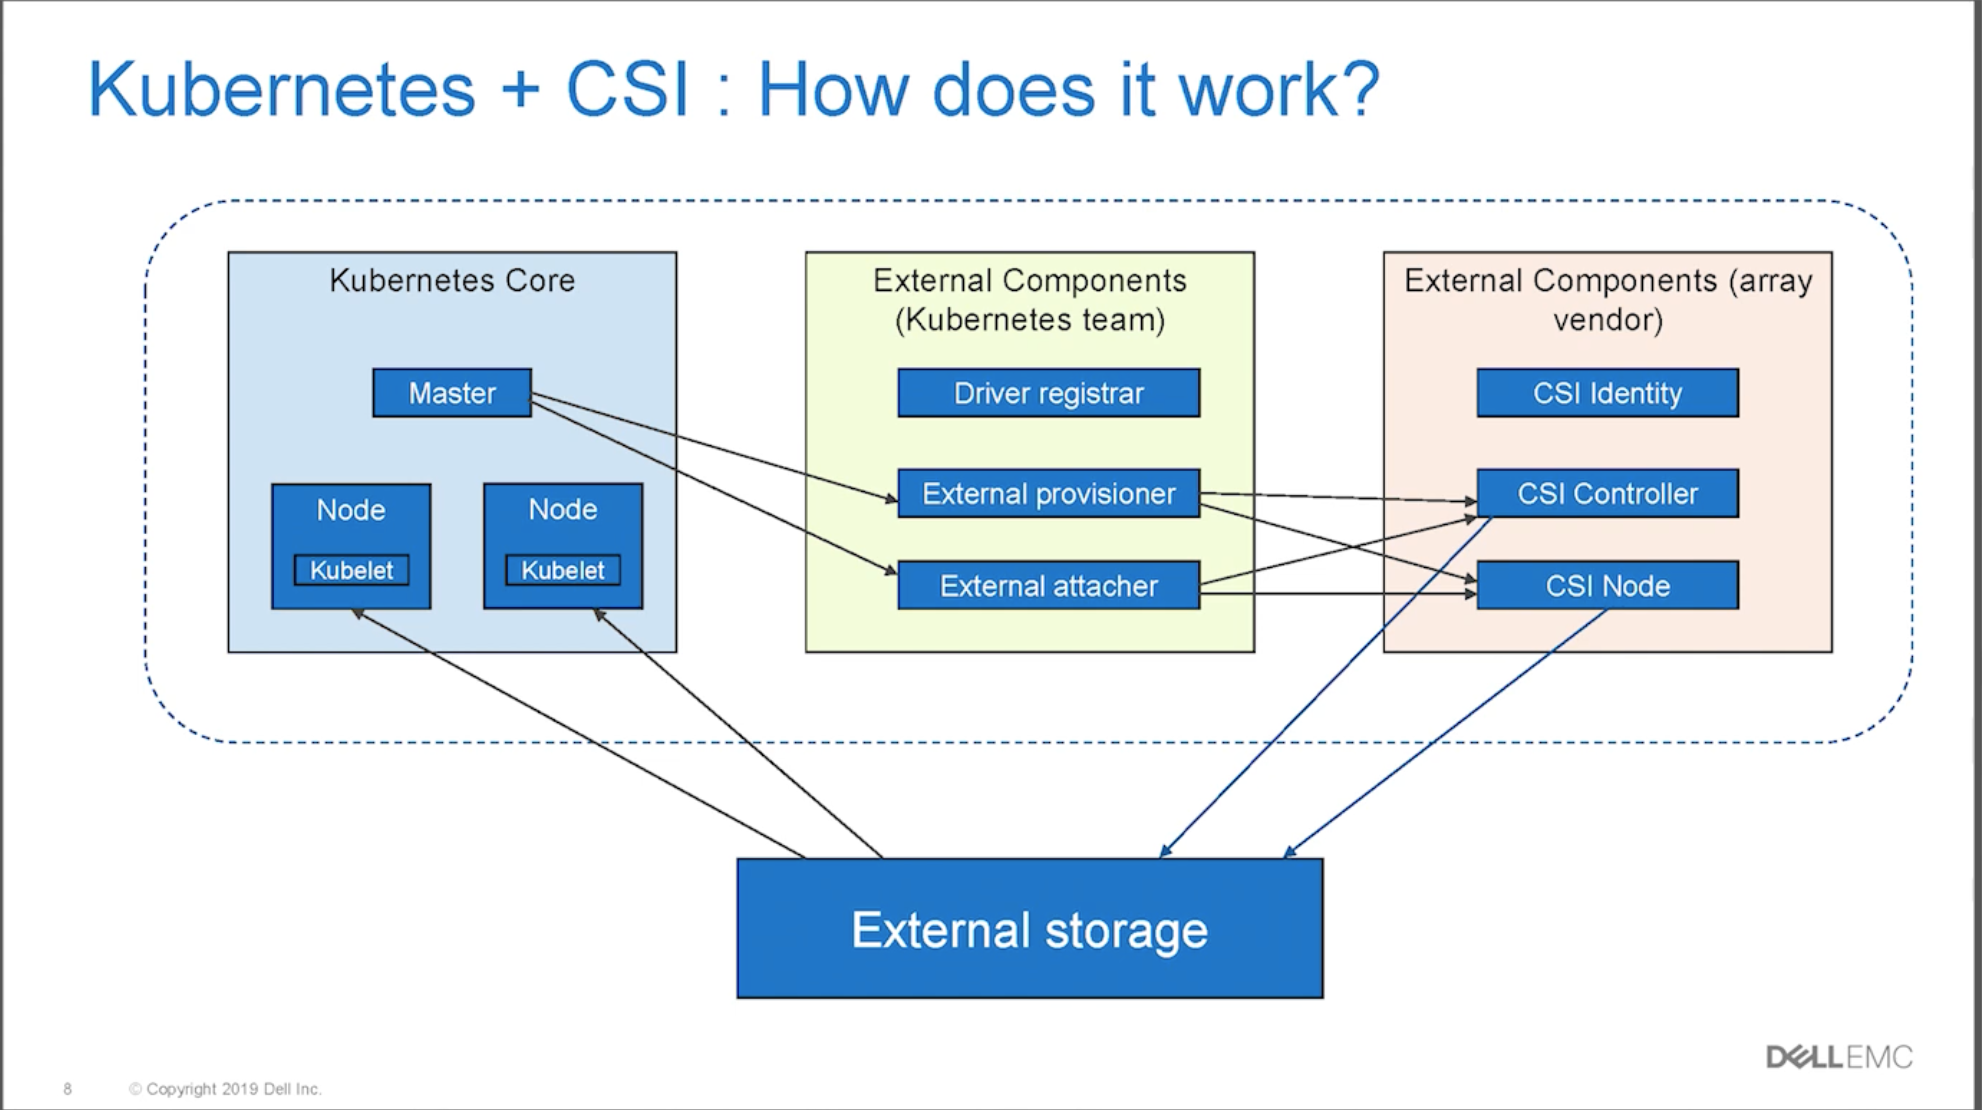 Kubernetes + CSI : How does it work?
Kubernetes Core
Master
Node
Kubelet
Node
Kubelet
External Components
(Kubernetes team)
Driver registrar
External provisioner
External attacher
External Components (array
vendor)
CSI Identity
CSI Controller
CSI Node
External storage
DELLEMC
8
© Copyright 2019 Dell Inc.